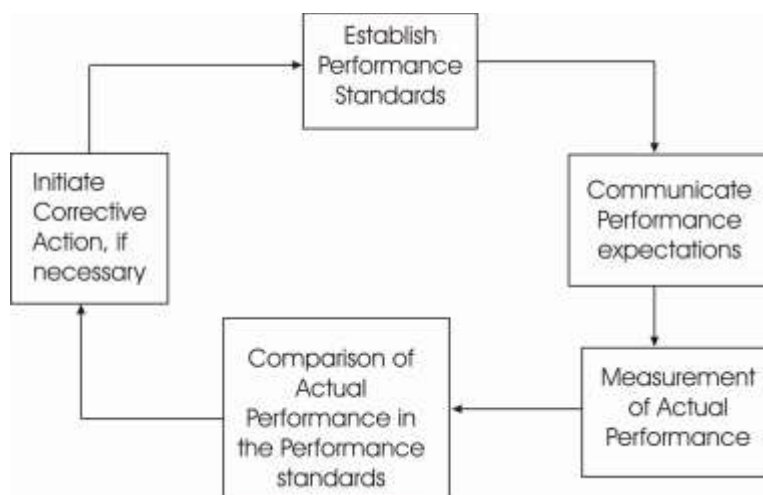 Establish
Performance
Standards
Communicate
Performance
expectations
Measurement
of Actual
Performance
Comparison of
Actual
Performance in
the Performance
standards
Initiate
Corrective
Action, if
necessary